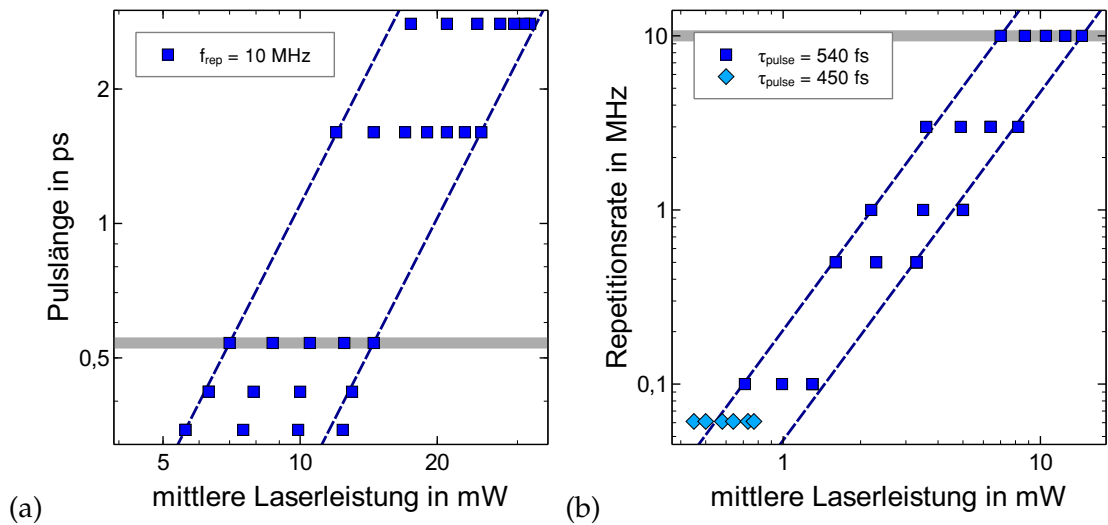 f_rep = 10 MHz
2
1
0,5
5 10 20
Pulslänge in ps
mittlere Laserleistung in mW
(a)
τ_pulse = 540 fs
τ_pulse = 450 fs
10
1
0,1
1 10
Repetitionsrate in MHz
mittlere Laserleistung in mW
(b)